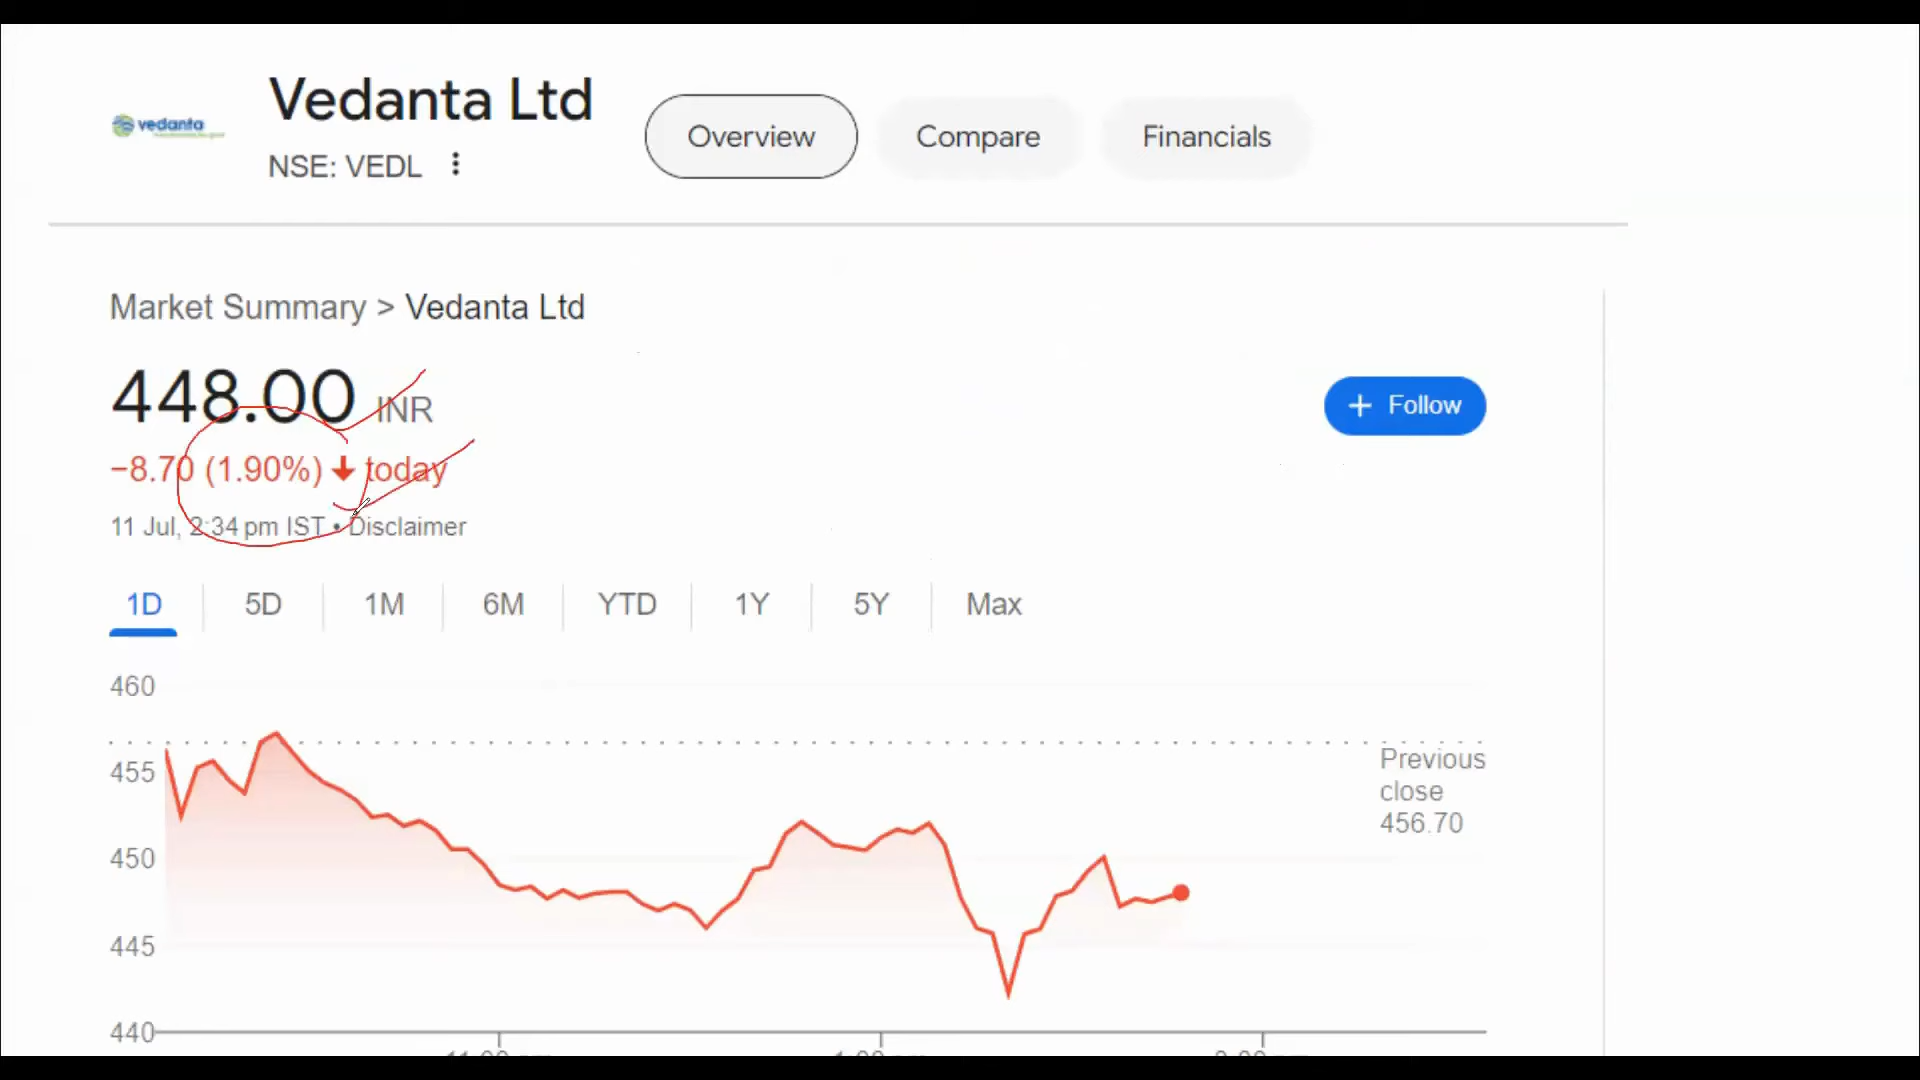 Vedanta Ltd
vedanta
NSE: VEDL
Overview
Compare
Financials
Market Summary > Vedanta Ltd
448.00 INR
−8.70 (1.90%) today
11 Jul, 2:34 pm IST • Disclaimer
+ Follow
1D
5D
1M
6M
YTD
1Y
5Y
Max
460
455
450
445
440
Previous
close
456.70